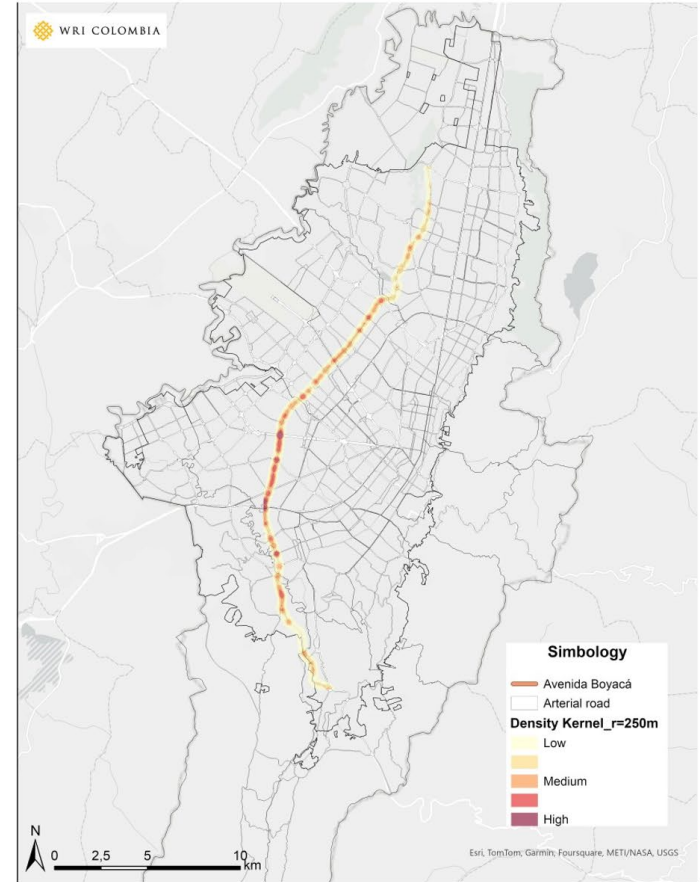 WRI COLOMBIA
Simbology
Avenida Boyacá
Arterial road
Density Kernel_r=250m
Low
Medium
High
N
0 2,5 5 10
km
Esri, TomTom, Garmin, Foursquare, METI/NASA, USGS